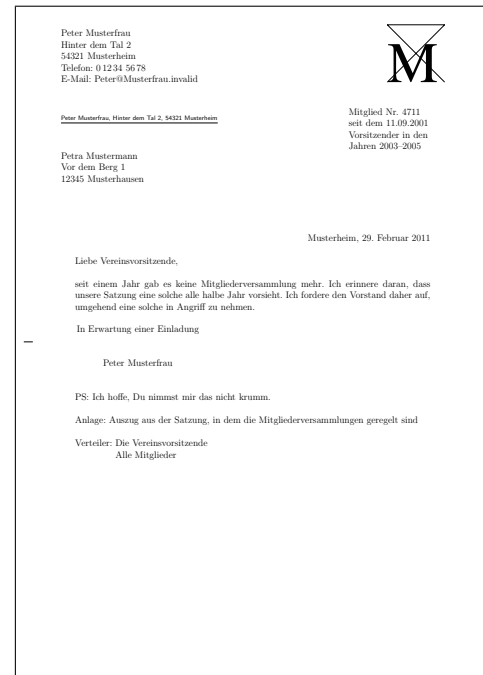 Peter Musterfrau
Hinter dem Tal 2
54321 Musterheim
Telefon: 0 12 34 56 78
E-Mail: Peter@Musterfrau.invalid
M
Peter Musterfrau, Hinter dem Tal 2, 54321 Musterheim
Mitglied Nr. 4711
seit dem 11.09.2001
Vorsitzender in den
Jahren 2003–2005
Petra Mustermann
Vor dem Berg 1
12345 Musterhausen
Musterheim, 29. Februar 2011
Liebe Vereinsvorsitzende,
seit einem Jahr gab es keine Mitgliederversammlung mehr. Ich erinnere daran, dass
unsere Satzung eine solche alle halbe Jahr vorsieht. Ich fordere den Vorstand daher auf,
umgehend eine solche in Angriff zu nehmen.
In Erwartung einer Einladung
Peter Musterfrau
PS: Ich hoffe, Du nimmst mir das nicht krumm.
Anlage: Auszug aus der Satzung, in dem die Mitgliederversammlungen geregelt sind
Verteiler: Die Vereinsvorsitzende
Alle Mitglieder